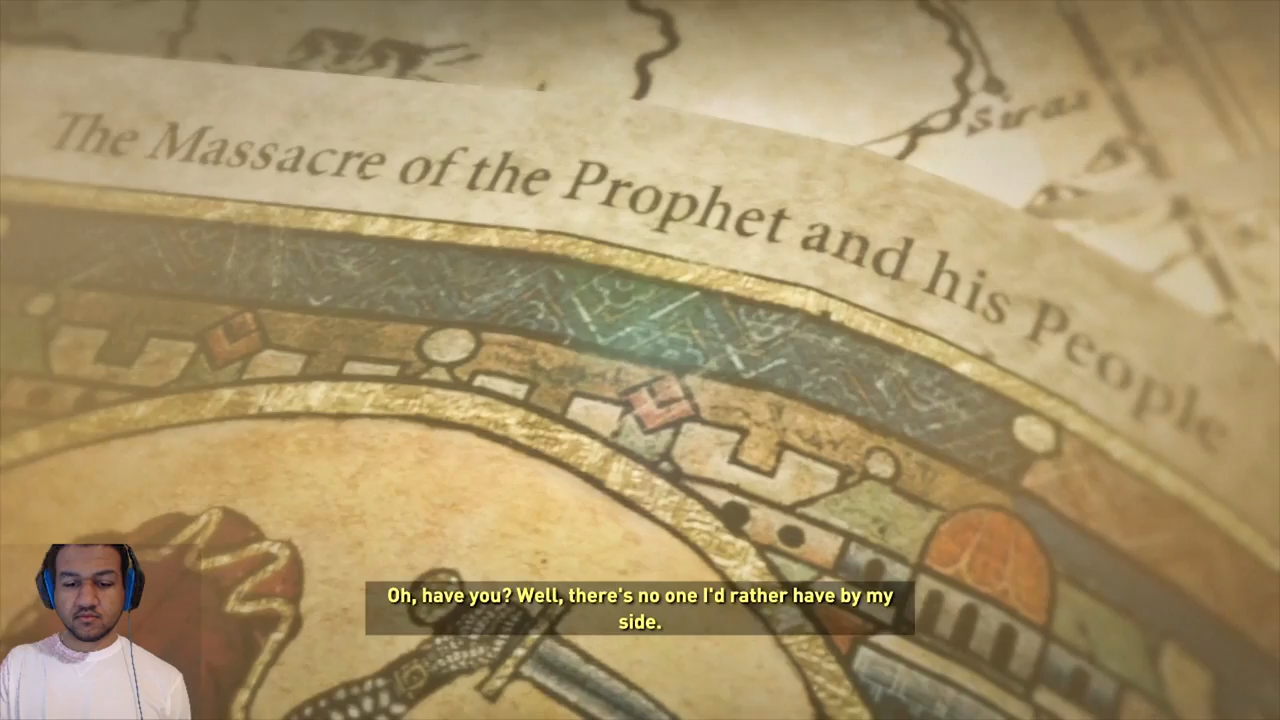 Siras
The Massacre of the Prophet and his People
Oh, have you? Well, there's no one I'd rather have by my
side.